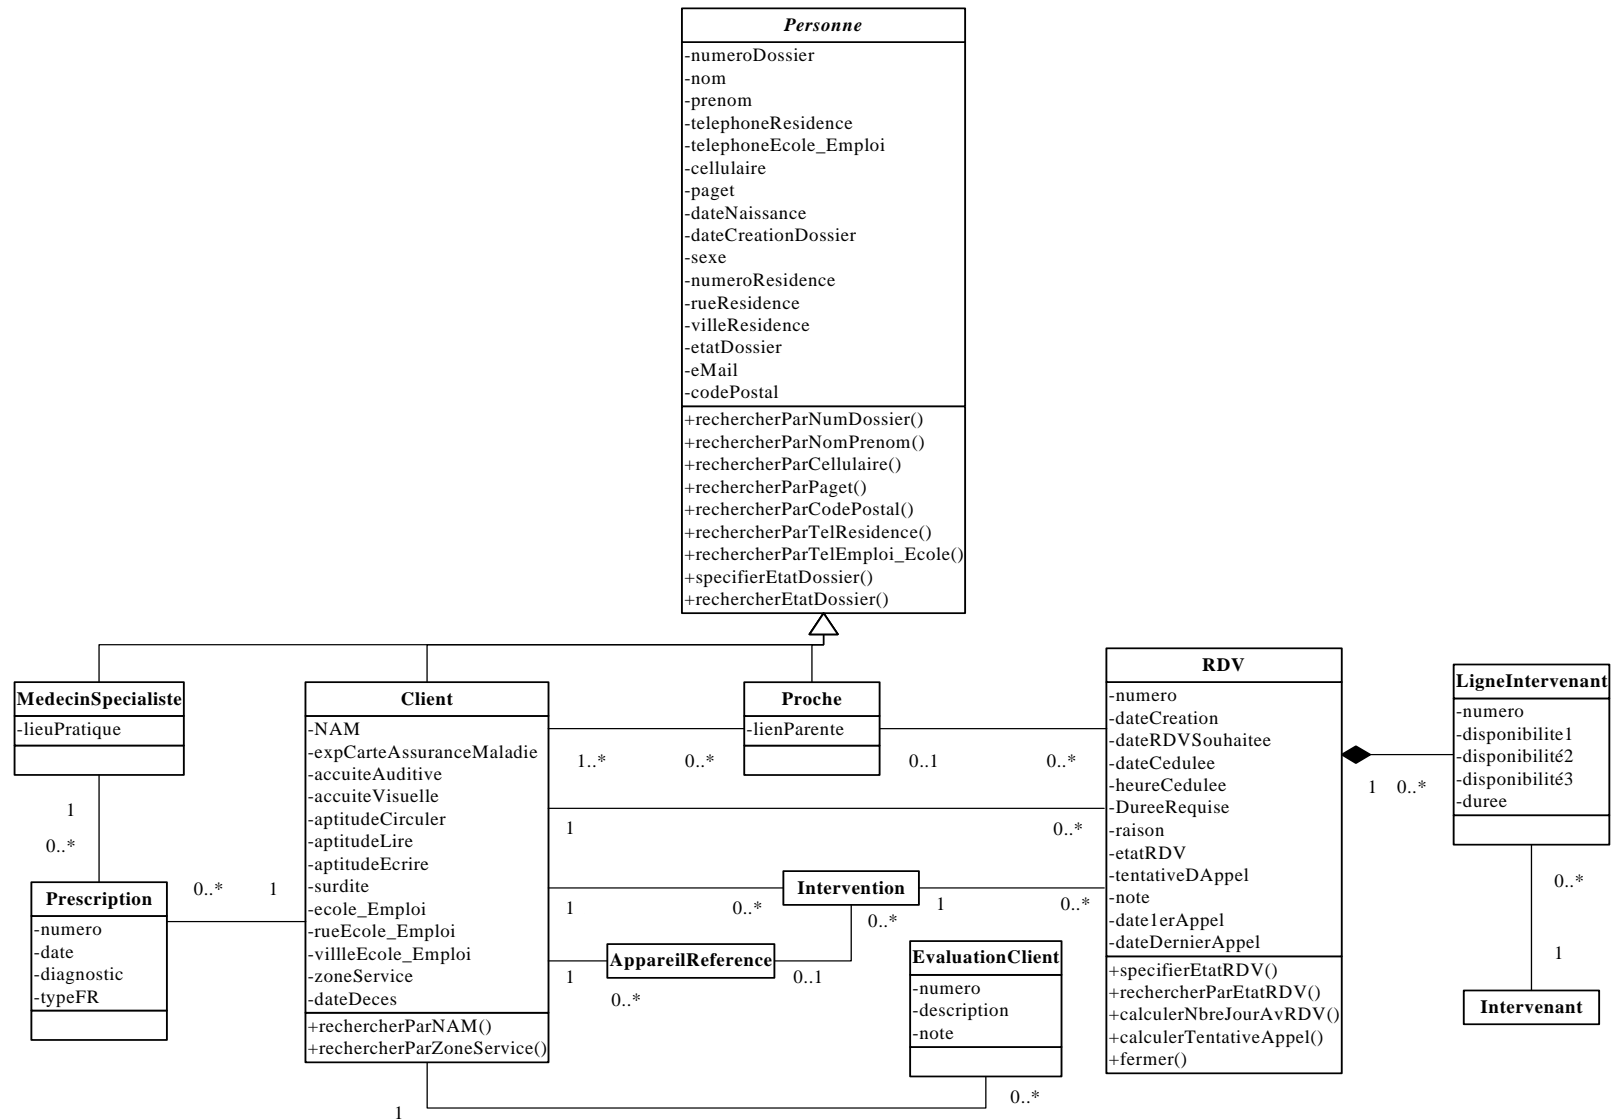 Personne
-numeroDossier
-nom
-prenom
-telephoneResidence
-telephoneEcole_Emploi
-cellulaire
-paget
-dateNaissance
-dateCreationDossier
-sexe
-numeroResidence
-rueResidence
-villeResidence
-etatDossier
-eMail
-codePostal
+rechercherParNumDossier()
+rechercherParNomPrenom()
+rechercherParCellulaire()
+rechercherParPaget()
+rechercherParCodePostal()
+rechercherParTelResidence()
+rechercherParTelEmploi_Ecole()
+specifierEtatDossier()
+rechercherEtatDossier()
MedecinSpecialiste
-lieuPratique
1
0..*
Prescription
-numero
-date
-diagnostic
-typeFR
0..*
1
Client
-NAM
-expCarteAssuranceMaladie
-accuiteAuditive
-accuiteVisuelle
-aptitudeCirculer
-aptitudeLire
-aptitudeEcrire
-surdite
-ecole_Emploi
-rueEcole_Emploi
-villleEcole_Emploi
-zoneService
-dateDeces
+rechercherParNAM()
+rechercherParZoneService()
1..*
0..*
Proche
-lienParente
0..1
0..*
1
0..*
1
0..*
Intervention
1
0..*
0..*
1
0..*
AppareilReference
0..1
EvaluationClient
-numero
-description
-note
1
0..*
RDV
-numero
-dateCreation
-dateRDVSouhaitee
-dateCedulee
-heureCedulee
-DureeRequise
-raison
-etatRDV
-tentativeDAppel
-note
-date1erAppel
-dateDernierAppel
+specifierEtatRDV()
+rechercherParEtatRDV()
+calculerNbreJourAvRDV()
+calculerTentativeAppel()
+fermer()
1
0..*
LigneIntervenant
-numero
-disponibilite1
-disponibilité2
-disponibilité3
-duree
0..*
1
Intervenant